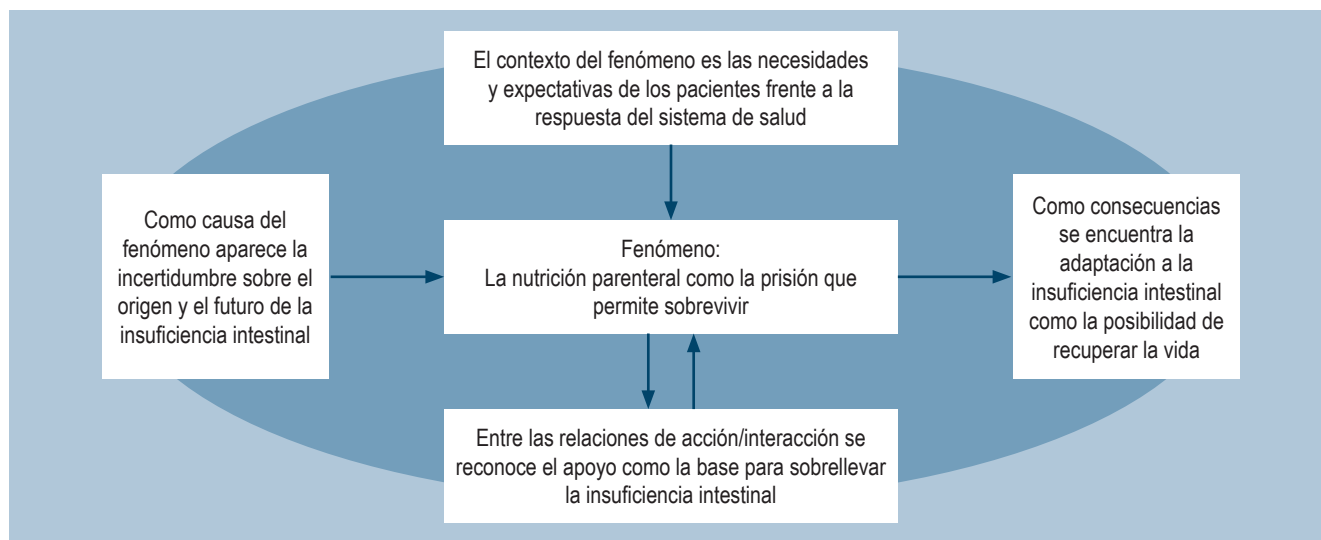 El contexto del fenómeno es las necesidades
y expectativas de los pacientes frente a la
respuesta del sistema de salud
Como causa del
fenómeno aparece la
incertidumbre sobre el
origen y el futuro de la
insuficiencia intestinal
Fenómeno:
La nutrición parenteral como la prisión que
permite sobrevivir
Como consecuencias
se encuentra la
adaptación a la
insuficiencia intestinal
como la posibilidad de
recuperar la vida
Entre las relaciones de acción/interacción se
reconoce el apoyo como la base para sobrellevar
la insuficiencia intestinal